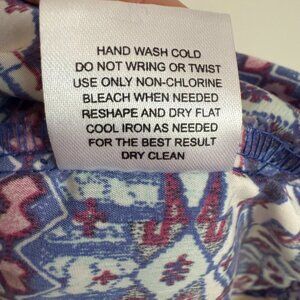 HAND WASH COLD
DO NOT WRING OR TWIST
USE ONLY NON-CHLORINE
BLEACH WHEN NEEDED
RESHAPE AND DRY FLAT
COOL IRON AS NEEDED
FOR THE BEST RESULT
DRY CLEAN